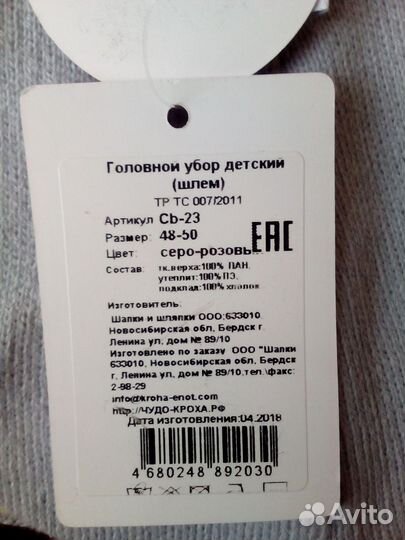 Головной убор детский
(шлем)
ТР ТС 007/2011
Артикул Cb-23
Размер: 48-50
Цвет: серо-розовы
EAC
Состав: тк.верха:100% ПАН.
утеплит:100% ПЭ.
подклад:100% хлопок
Изготовитель:
Шапки и шляпки ООО:633010
Новосибирская обл, Бердск г
Ленина ул, дом № 89/10
Изготовлено по заказу ООО "Шапки
633010, Новосибирская обл, Бердск
г, Ленина ул, дом № 89/10,тел.\факс:
2-98-29
info@kroha-enot.com
http://ЧУДО-КРОХА.РФ
Дата изготовления:04.2018
4 680248 892030
Avito